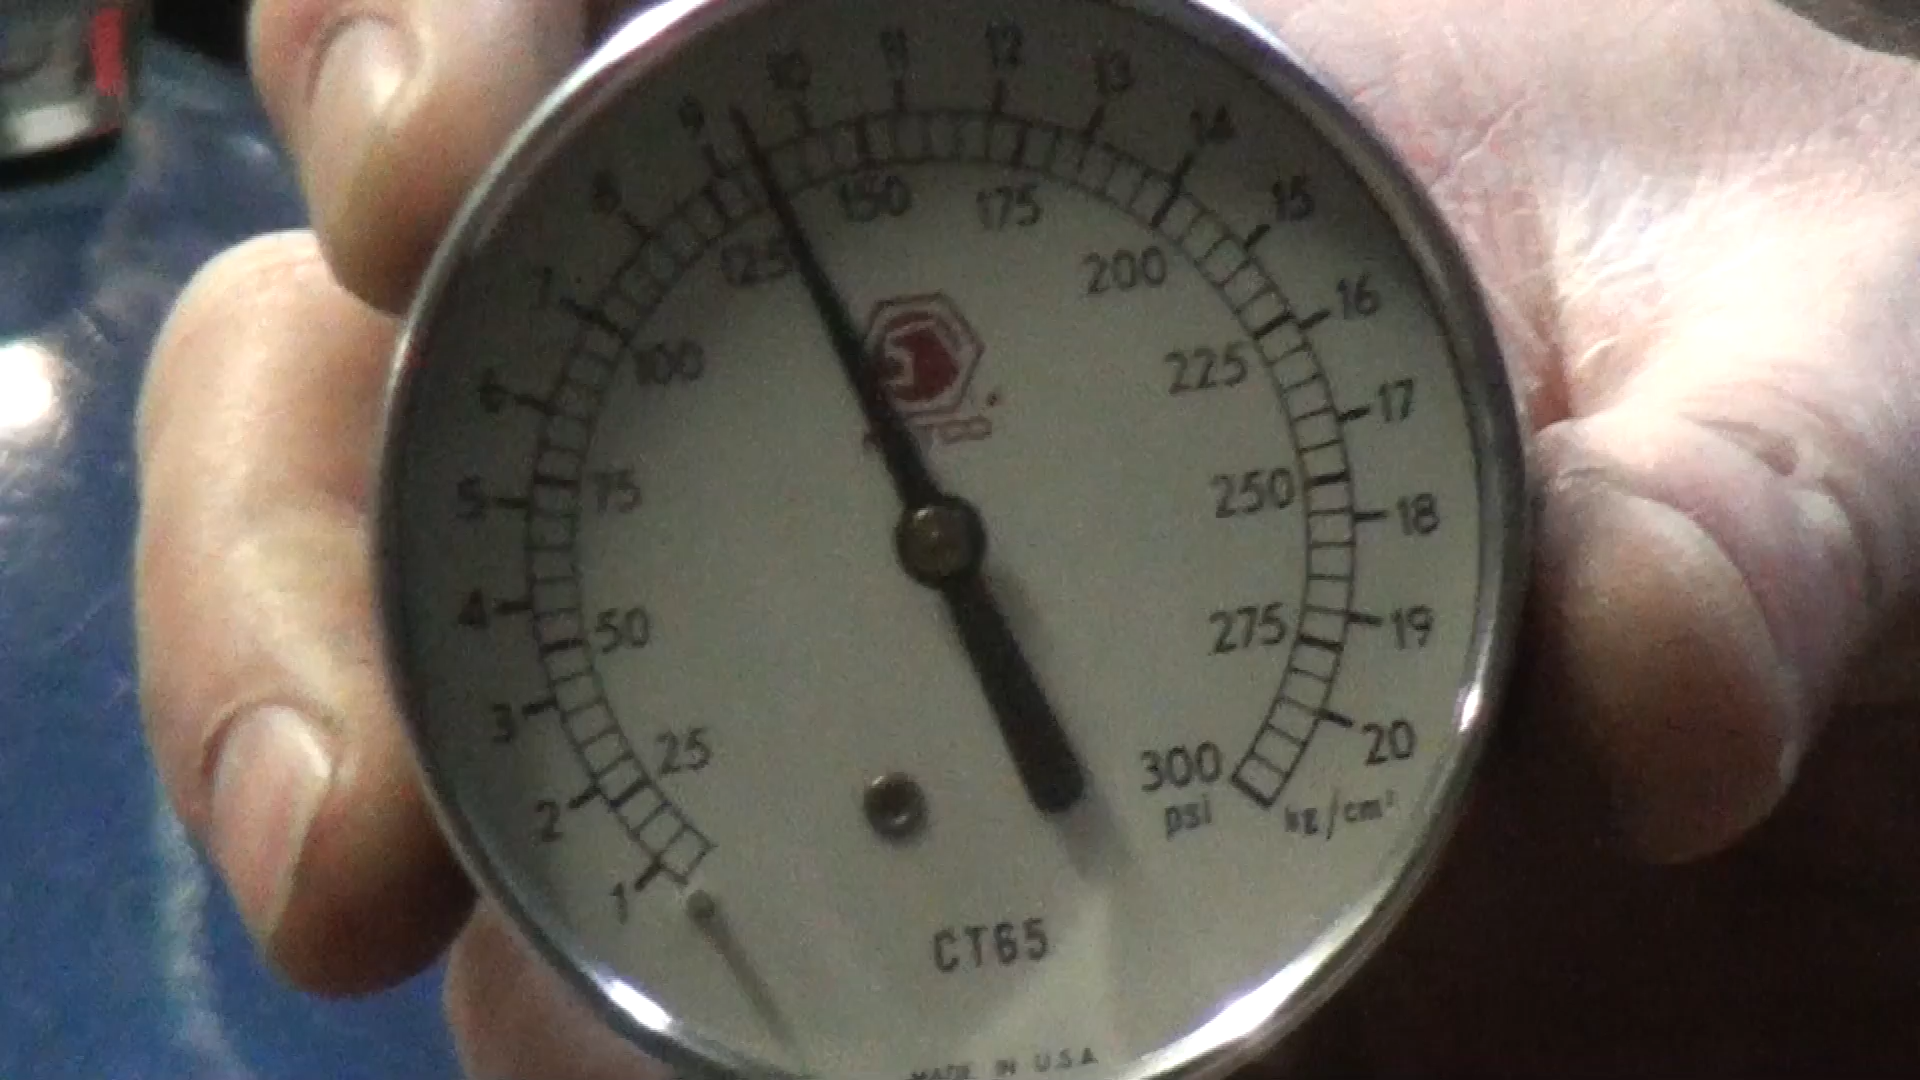 1 2 3 4 5 6 7 8 9 10 11 12 13 14 15 16 17 18 19 20
25 50 75 100 125 150 175 200 225 250 275 300
psi kg/cm²
CT65
MADE IN U.S.A